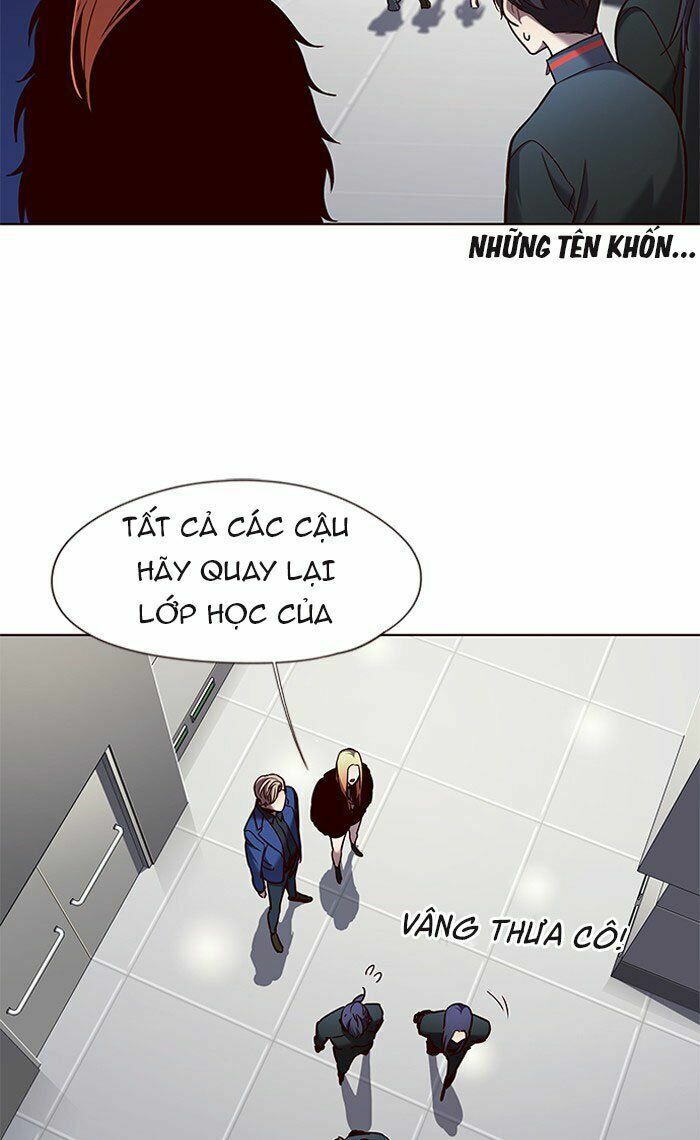 NHỮNG TÊN KHỐN...
TẤT CẢ CÁC CẬU
HÃY QUAY LẠI
LỚP HỌC CỦA
VÂNG THƯA CÔ!